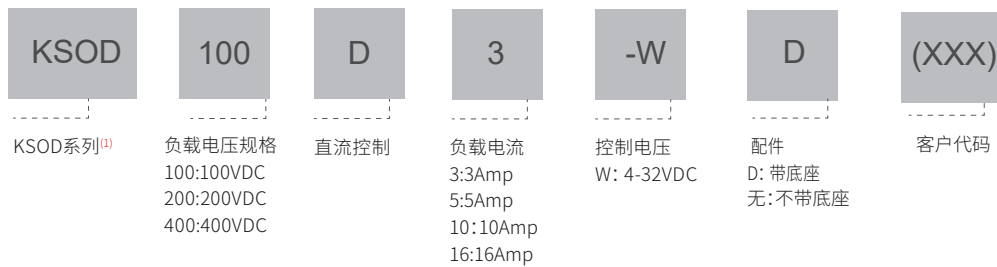 KSOD 100 D 3 -W D (XXX)
KSOD系列(1)
负载电压规格
100:100VDC
200:200VDC
400:400VDC
直流控制
负载电流
3:3Amp
5:5Amp
10:10Amp
16:16Amp
控制电压
W: 4-32VDC
配件
D: 带底座
无:不带底座
客户代码